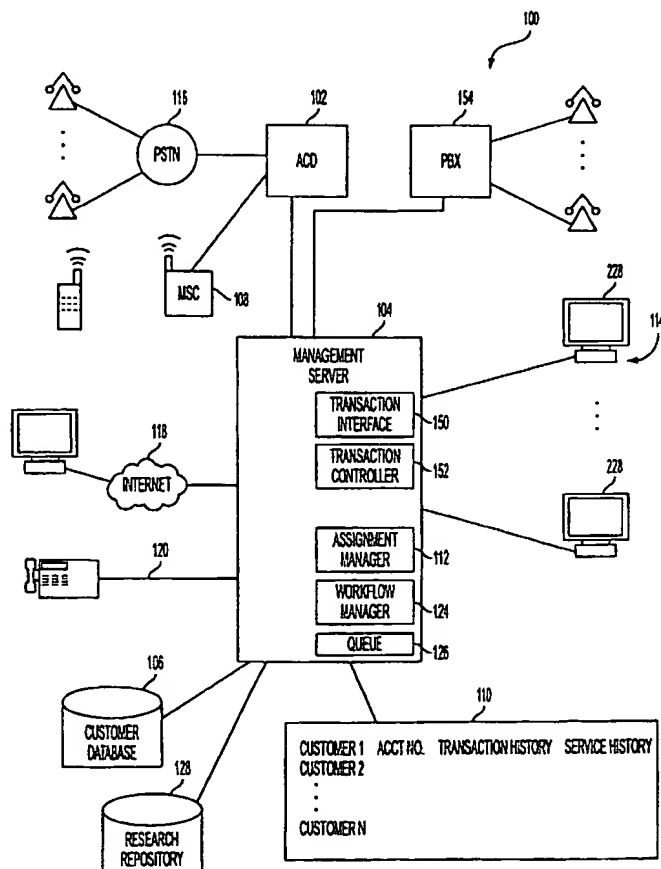 100
116
102
154
PSTN
ACD
PBX
MSC
108
228
114
104
MANAGEMENT
SERVER
TRANSACTION
INTERFACE
150
118
TRANSACTION
CONTROLLER
152
INTERNET
228
120
ASSIGNMENT
MANAGER
112
WORKFLOW
MANAGER
124
QUEUE
126
106
CUSTOMER
DATABASE
110
CUSTOMER 1 ACCT NO. TRANSACTION HISTORY SERVICE HISTORY
CUSTOMER 2
CUSTOMER N
128
RESEARCH
REPOSITORY